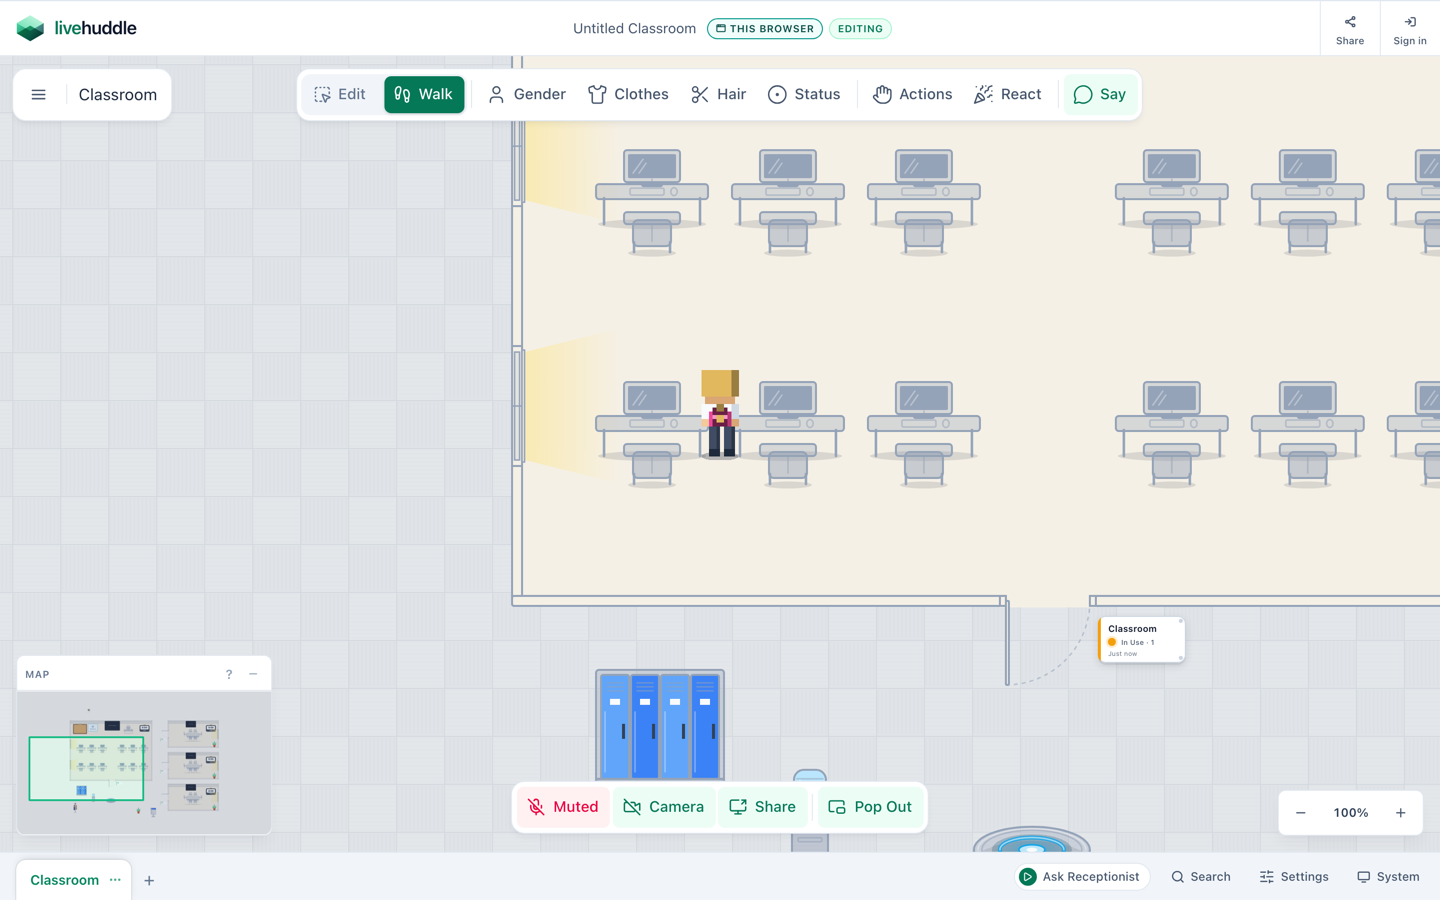 livehuddle
Untitled Classroom
THIS BROWSER
EDITING
Share
Sign in
Classroom
Edit
Walk
Gender
Clothes
Hair
Status
Actions
React
Say
Classroom
In Use · 1
Just now
MAP
?
Muted
Camera
Share
Pop Out
100%
Classroom
Ask Receptionist
Search
Settings
System